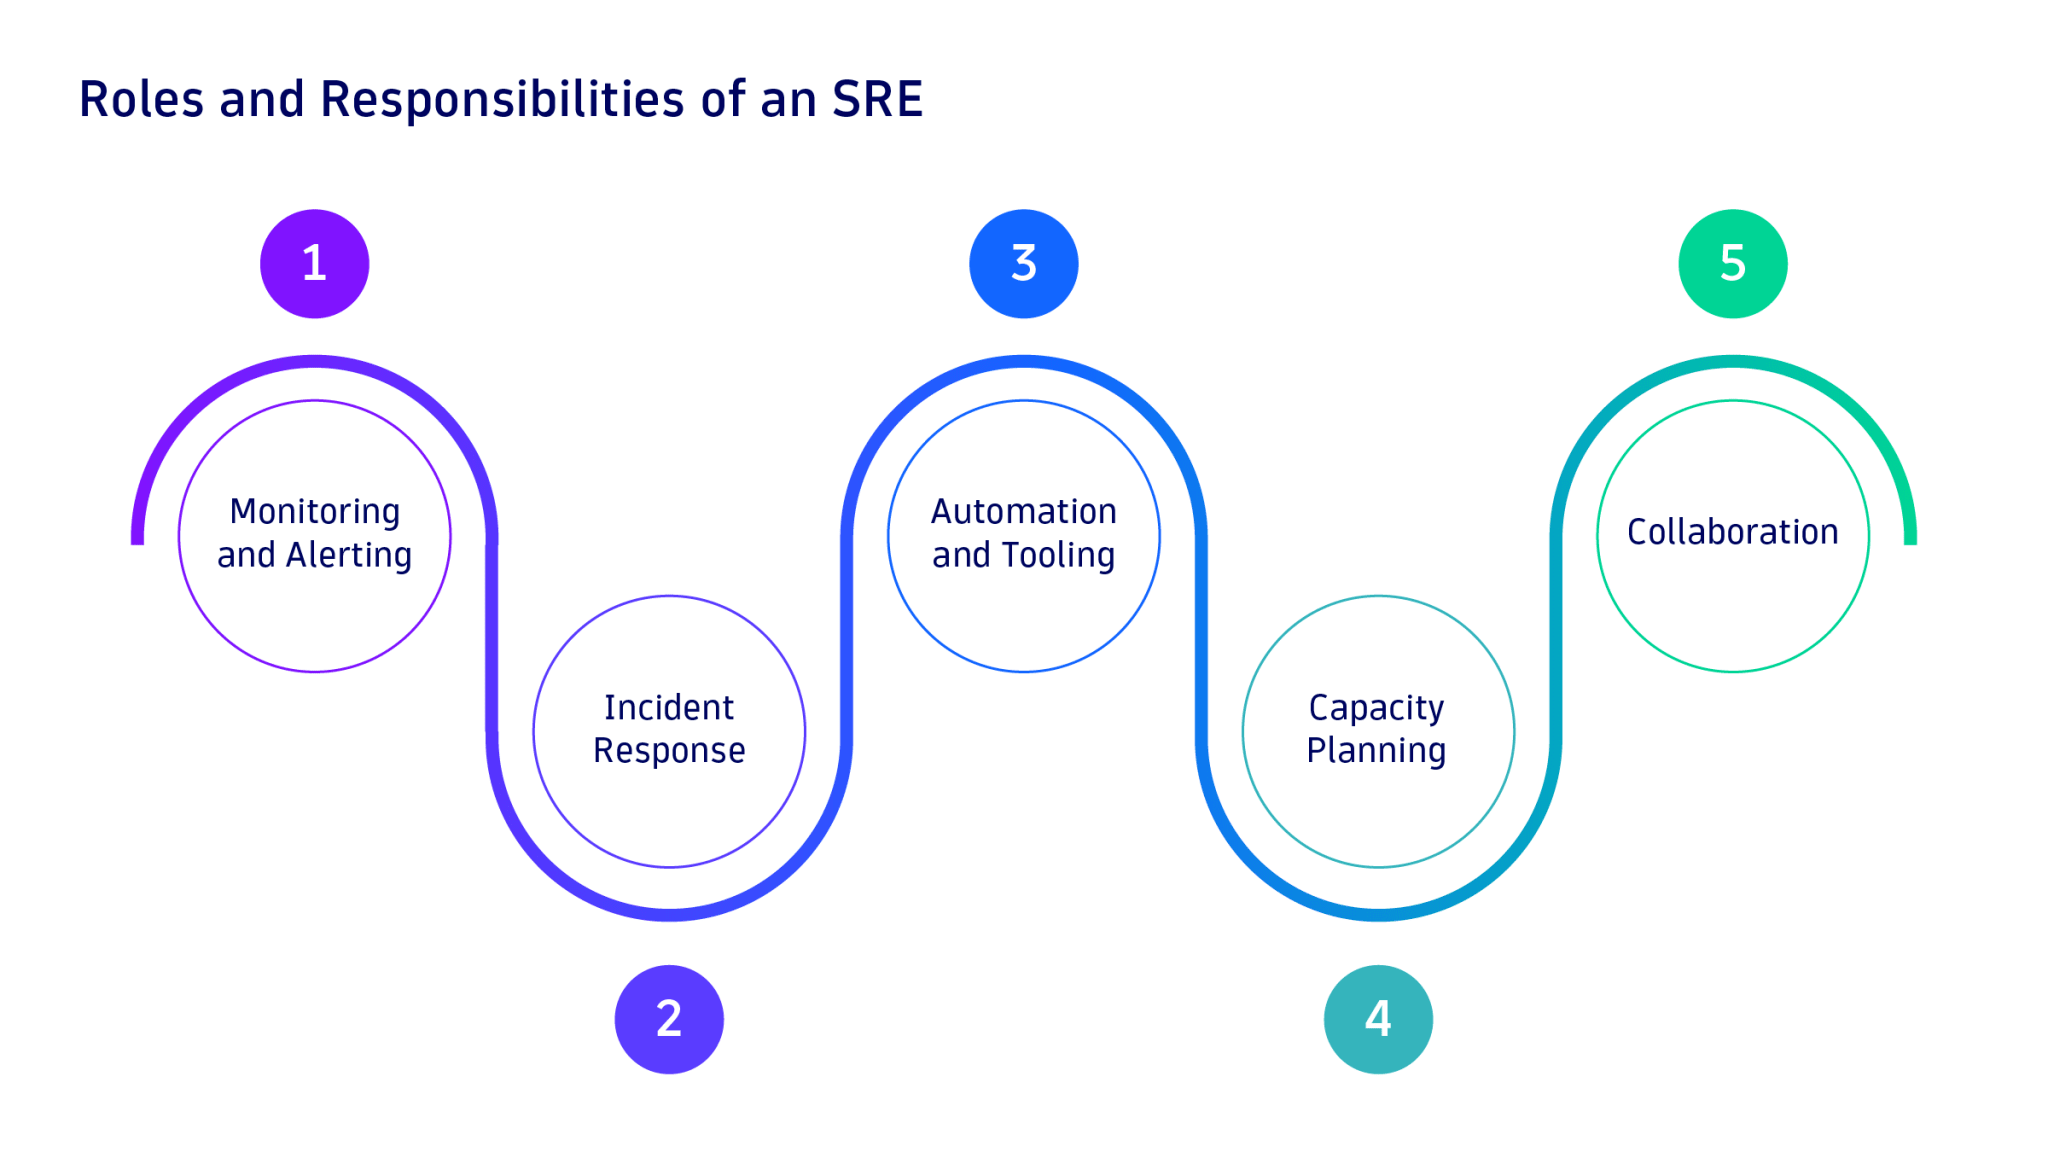 Roles and Responsibilities of an SRE
1
Monitoring
and Alerting
2
Incident
Response
3
Automation
and Tooling
4
Capacity
Planning
5
Collaboration